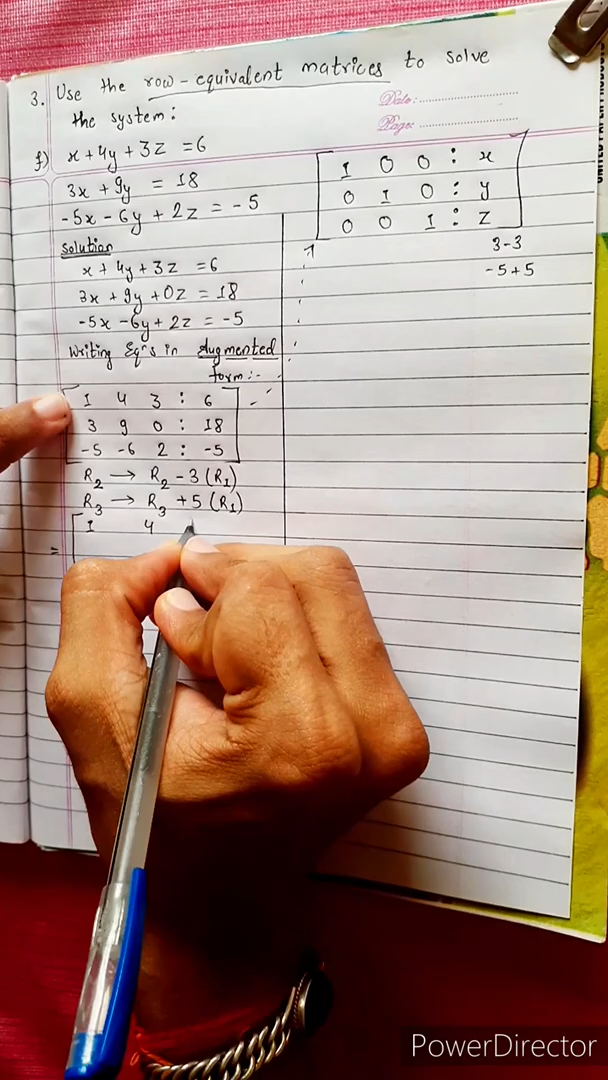 3. Use the row-equivalent matrices to solve
the system:
Date:
Page:
f) x + 4y + 3z = 6
3x + 9y = 18
-5x - 6y + 2z = -5
Solution
x + 4y + 3z = 6
3x + 9y + 0z = 18
-5x - 6y + 2z = -5
Writing Eqns in Augmented
form:-
1 4 3 : 6
3 9 0 : 18
-5 -6 2 : -5
R2 → R2 - 3(R1)
R3 → R3 + 5(R1)
= 1 4
1 0 0 : x
0 1 0 : y
0 0 1 : z
3-3
-5+5
PowerDirector